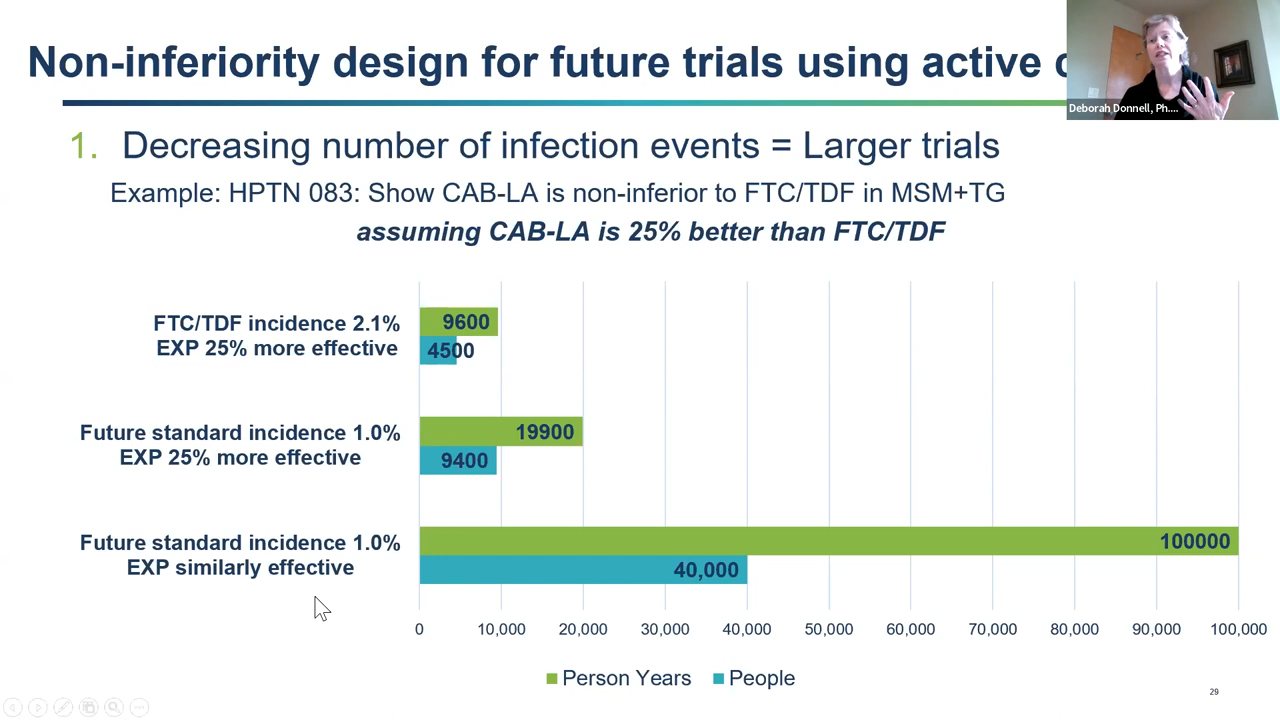 Non-inferiority design for future trials using active
Deborah Donnell, Ph....
1. Decreasing number of infection events = Larger trials
Example: HPTN 083: Show CAB-LA is non-inferior to FTC/TDF in MSM+TG
assuming CAB-LA is 25% better than FTC/TDF
FTC/TDF incidence 2.1%
EXP 25% more effective
9600
4500
Future standard incidence 1.0%
EXP 25% more effective
19900
9400
Future standard incidence 1.0%
EXP similarly effective
100000
40,000
0 10,000 20,000 30,000 40,000 50,000 60,000 70,000 80,000 90,000 100,000
Person Years People
29